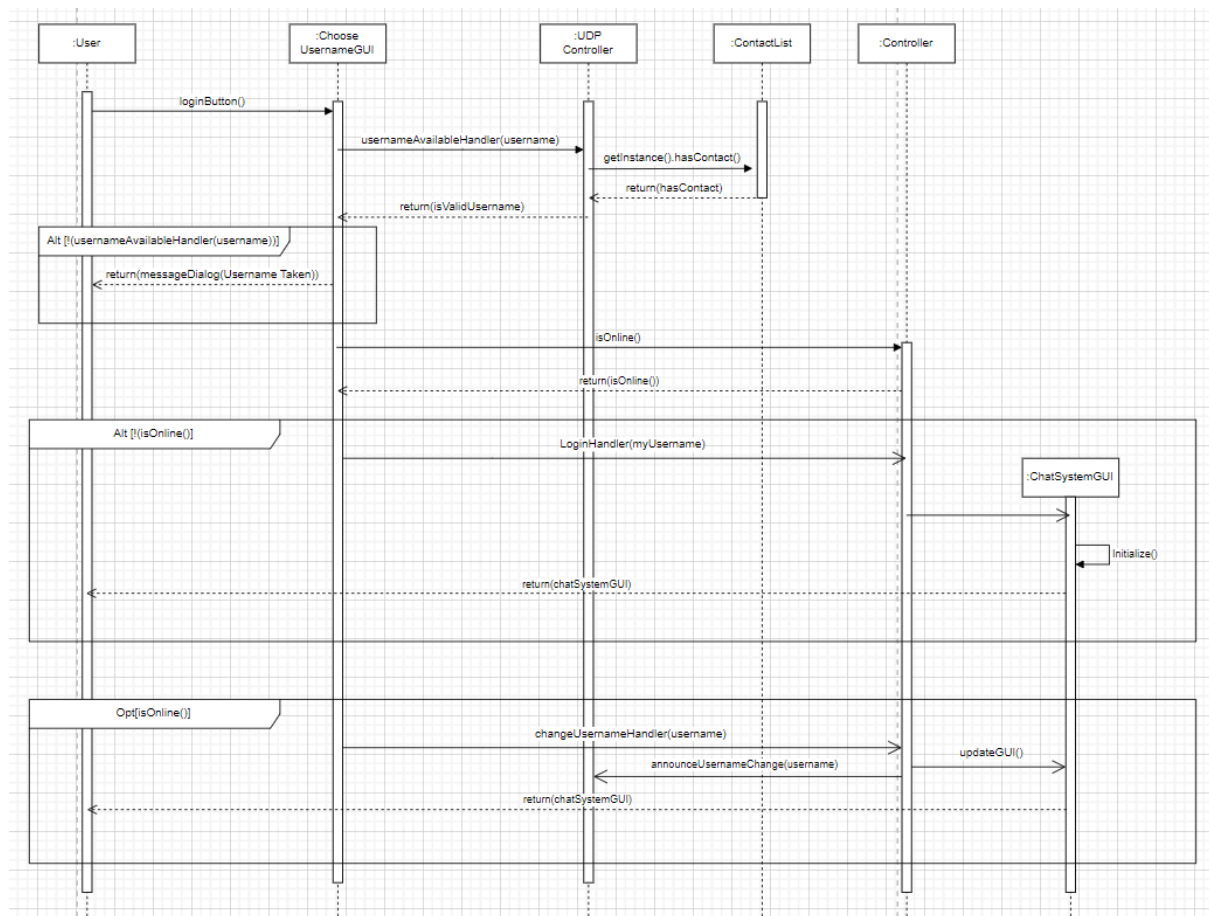 :User
:Choose
UsernameGUI
:UDP
Controller
:ContactList
:Controller
loginButton()
usernameAvailableHandler(username)
getInstance().hasContact()
return(hasContact)
return(isValidUsername)
Alt [!(usernameAvailableHandler(username))]
return(messageDialog(Username Taken))
isOnline()
return(isOnline())
Alt [!(isOnline()]
LoginHandler(myUsername)
:ChatSystemGUI
Initialize()
return(chatSystemGUI)
Opt[isOnline()]
changeUsernameHandler(username)
updateGUI()
announceUsernameChange(username)
return(chatSystemGUI)